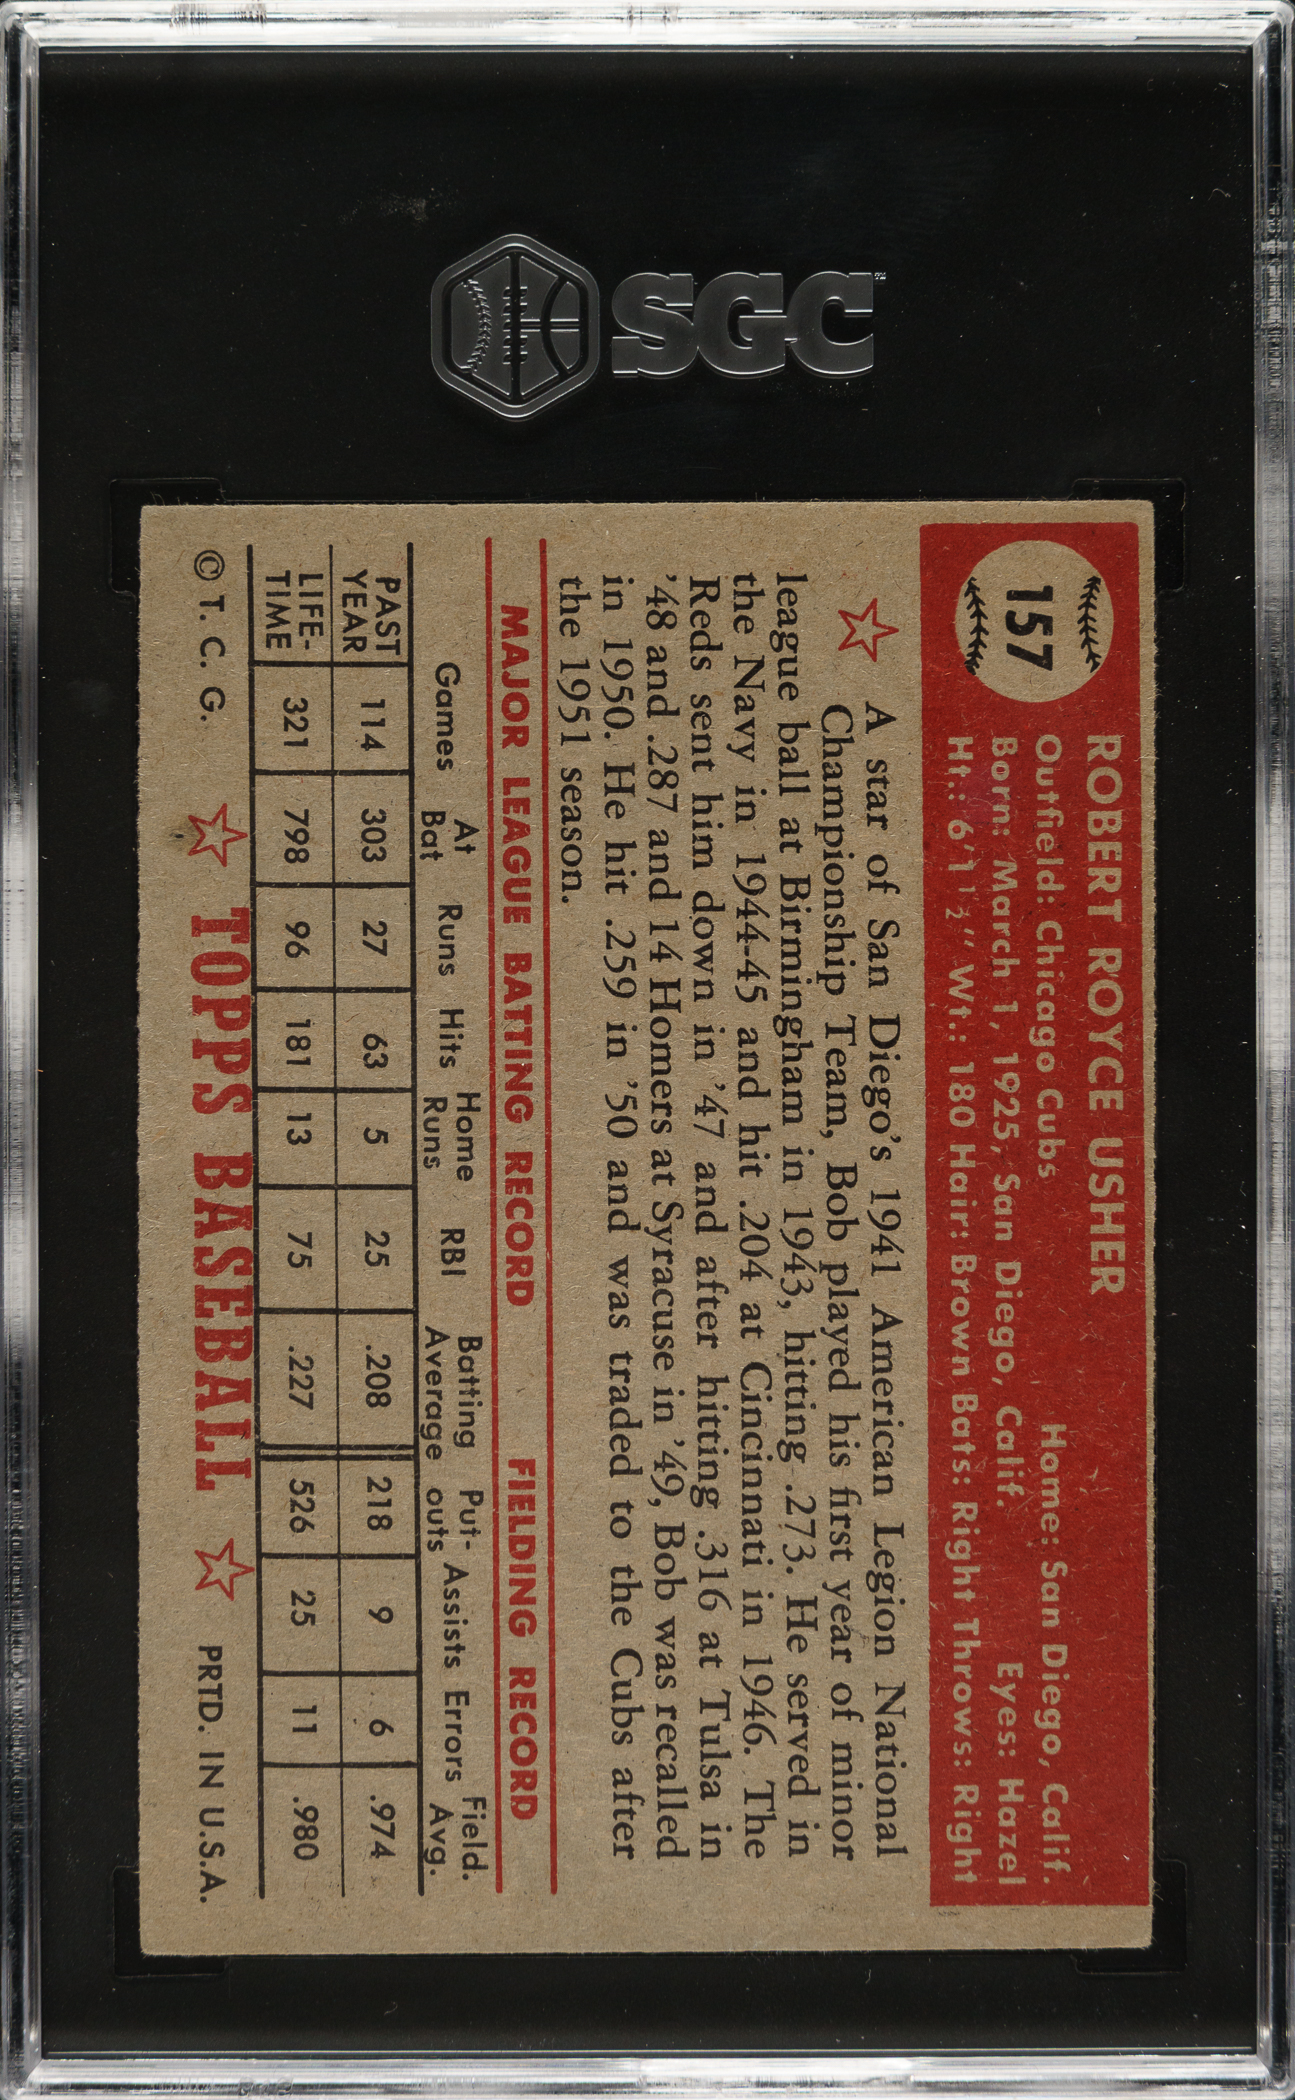 SGC™
157
ROBERT ROYCE USHER
Outfield: Chicago Cubs Home: San Diego, Calif.
Born: March 1, 1925, San Diego, Calif. Eyes: Hazel
Ht.: 6'1½" Wt.: 180 Hair: Brown Bats: Right Throws: Right
A star of San Diego's 1941 American Legion National
Championship Team, Bob played his first year of minor
league ball at Birmingham in 1943, hitting .273. He served in
the Navy in 1944-45 and hit .204 at Cincinnati in 1946. The
Reds sent him down in '47 and after hitting .316 at Tulsa in
'48 and .287 and 14 Homers at Syracuse in '49, Bob was recalled
in 1950. He hit .259 in '50 and was traded to the Cubs after
the 1951 season.
MAJOR LEAGUE BATTING RECORD FIELDING RECORD
Games At Bat Runs Hits Home Runs RBI Batting Average Put-outs Assists Errors Field. Avg.
PAST YEAR 114 303 27 63 5 25 .208 218 9 6 .974
LIFE-TIME 321 798 96 181 13 75 .227 526 25 11 .980
© T. C. G. TOPPS BASEBALL PRTD. IN U.S.A.